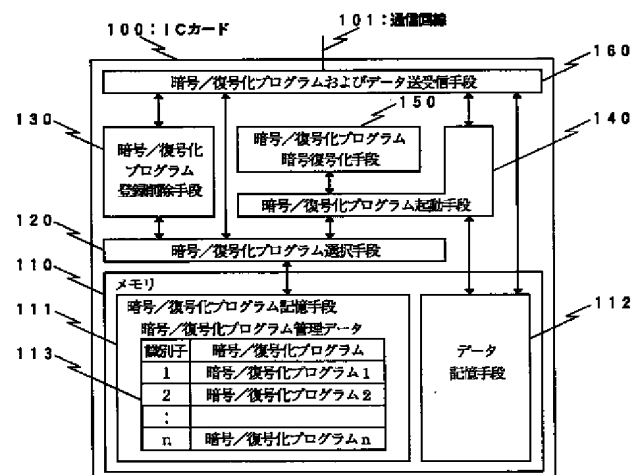 101:通信回線
100:ICカード
160
暗号/復号化プログラムおよびデータ送受信手段
150
130
140
暗号/復号化
プログラム
登録削除手段
暗号/復号化プログラム
暗号復号化手段
暗号/復号化プログラム起動手段
120
暗号/復号化プログラム選択手段
110
メモリ
111
112
暗号/復号化プログラム記憶手段
暗号/復号化プログラム管理データ
113
識別子 暗号/復号化プログラム
1 暗号/復号化プログラム1
2 暗号/復号化プログラム2
:
n 暗号/復号化プログラムn
データ
記憶手段